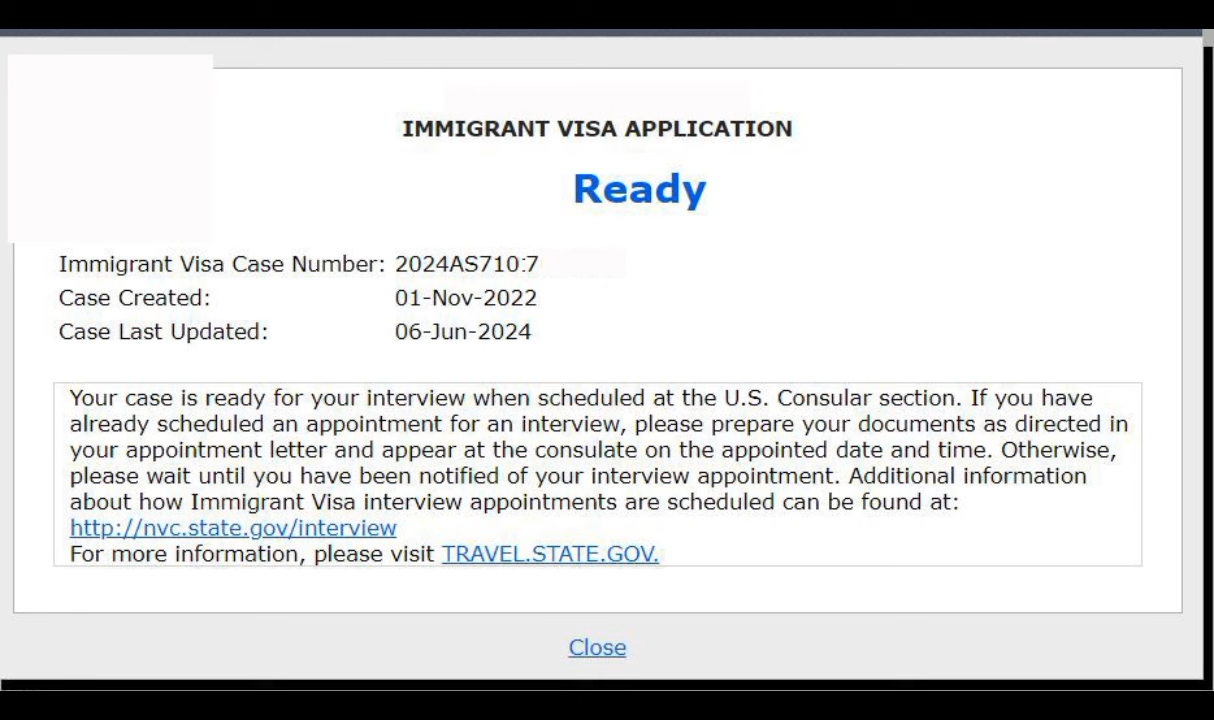 IMMIGRANT VISA APPLICATION
Ready
Immigrant Visa Case Number: 2024AS710:7
Case Created: 01-Nov-2022
Case Last Updated: 06-Jun-2024
Your case is ready for your interview when scheduled at the U.S. Consular section. If you have
already scheduled an appointment for an interview, please prepare your documents as directed in
your appointment letter and appear at the consulate on the appointed date and time. Otherwise,
please wait until you have been notified of your interview appointment. Additional information
about how Immigrant Visa interview appointments are scheduled can be found at:
http://nvc.state.gov/interview
For more information, please visit TRAVEL.STATE.GOV.
Close